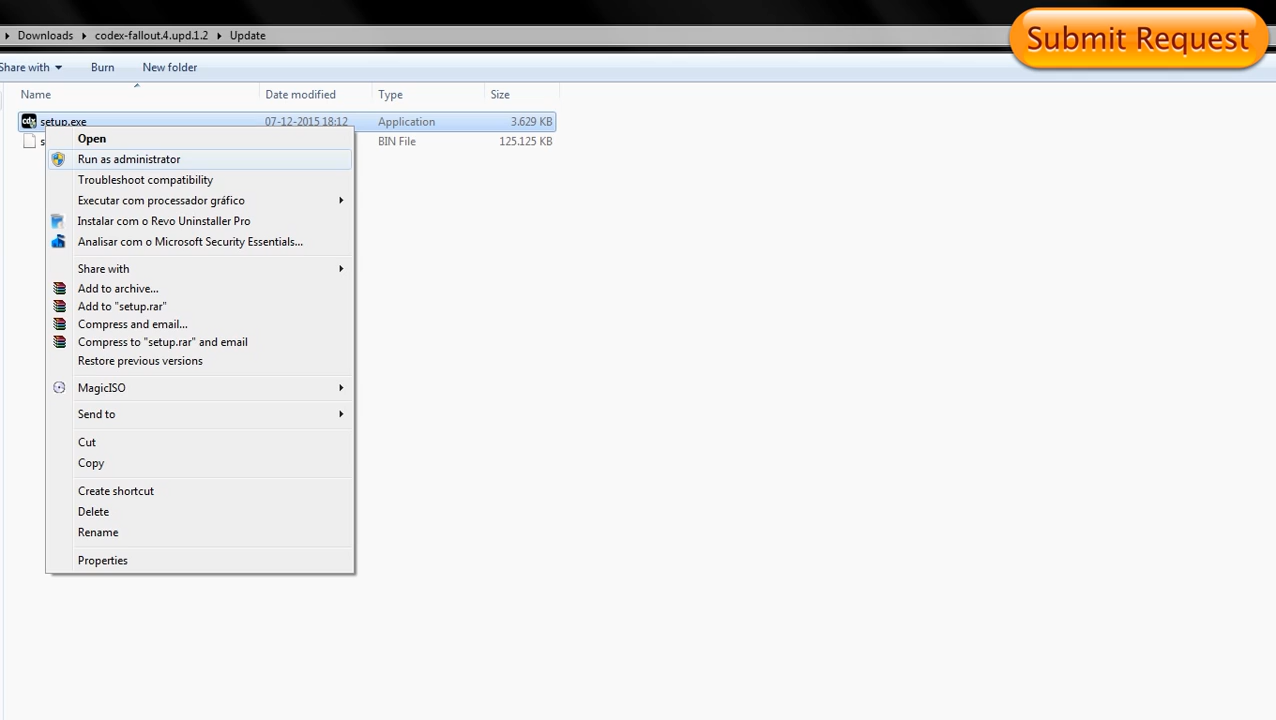 Submit Request
Downloads codex-fallout.4.upd.1.2 Update
Share with Burn New folder
Name Date modified Type Size
setup.exe 07-12-2015 18:12 Application 3.629 KB
s BIN File 125.125 KB
Open
Run as administrator
Troubleshoot compatibility
Executar com processador gráfico
Instalar com o Revo Uninstaller Pro
Analisar com o Microsoft Security Essentials...
Share with
Add to archive...
Add to "setup.rar"
Compress and email...
Compress to "setup.rar" and email
Restore previous versions
MagicISO
Send to
Cut
Copy
Create shortcut
Delete
Rename
Properties